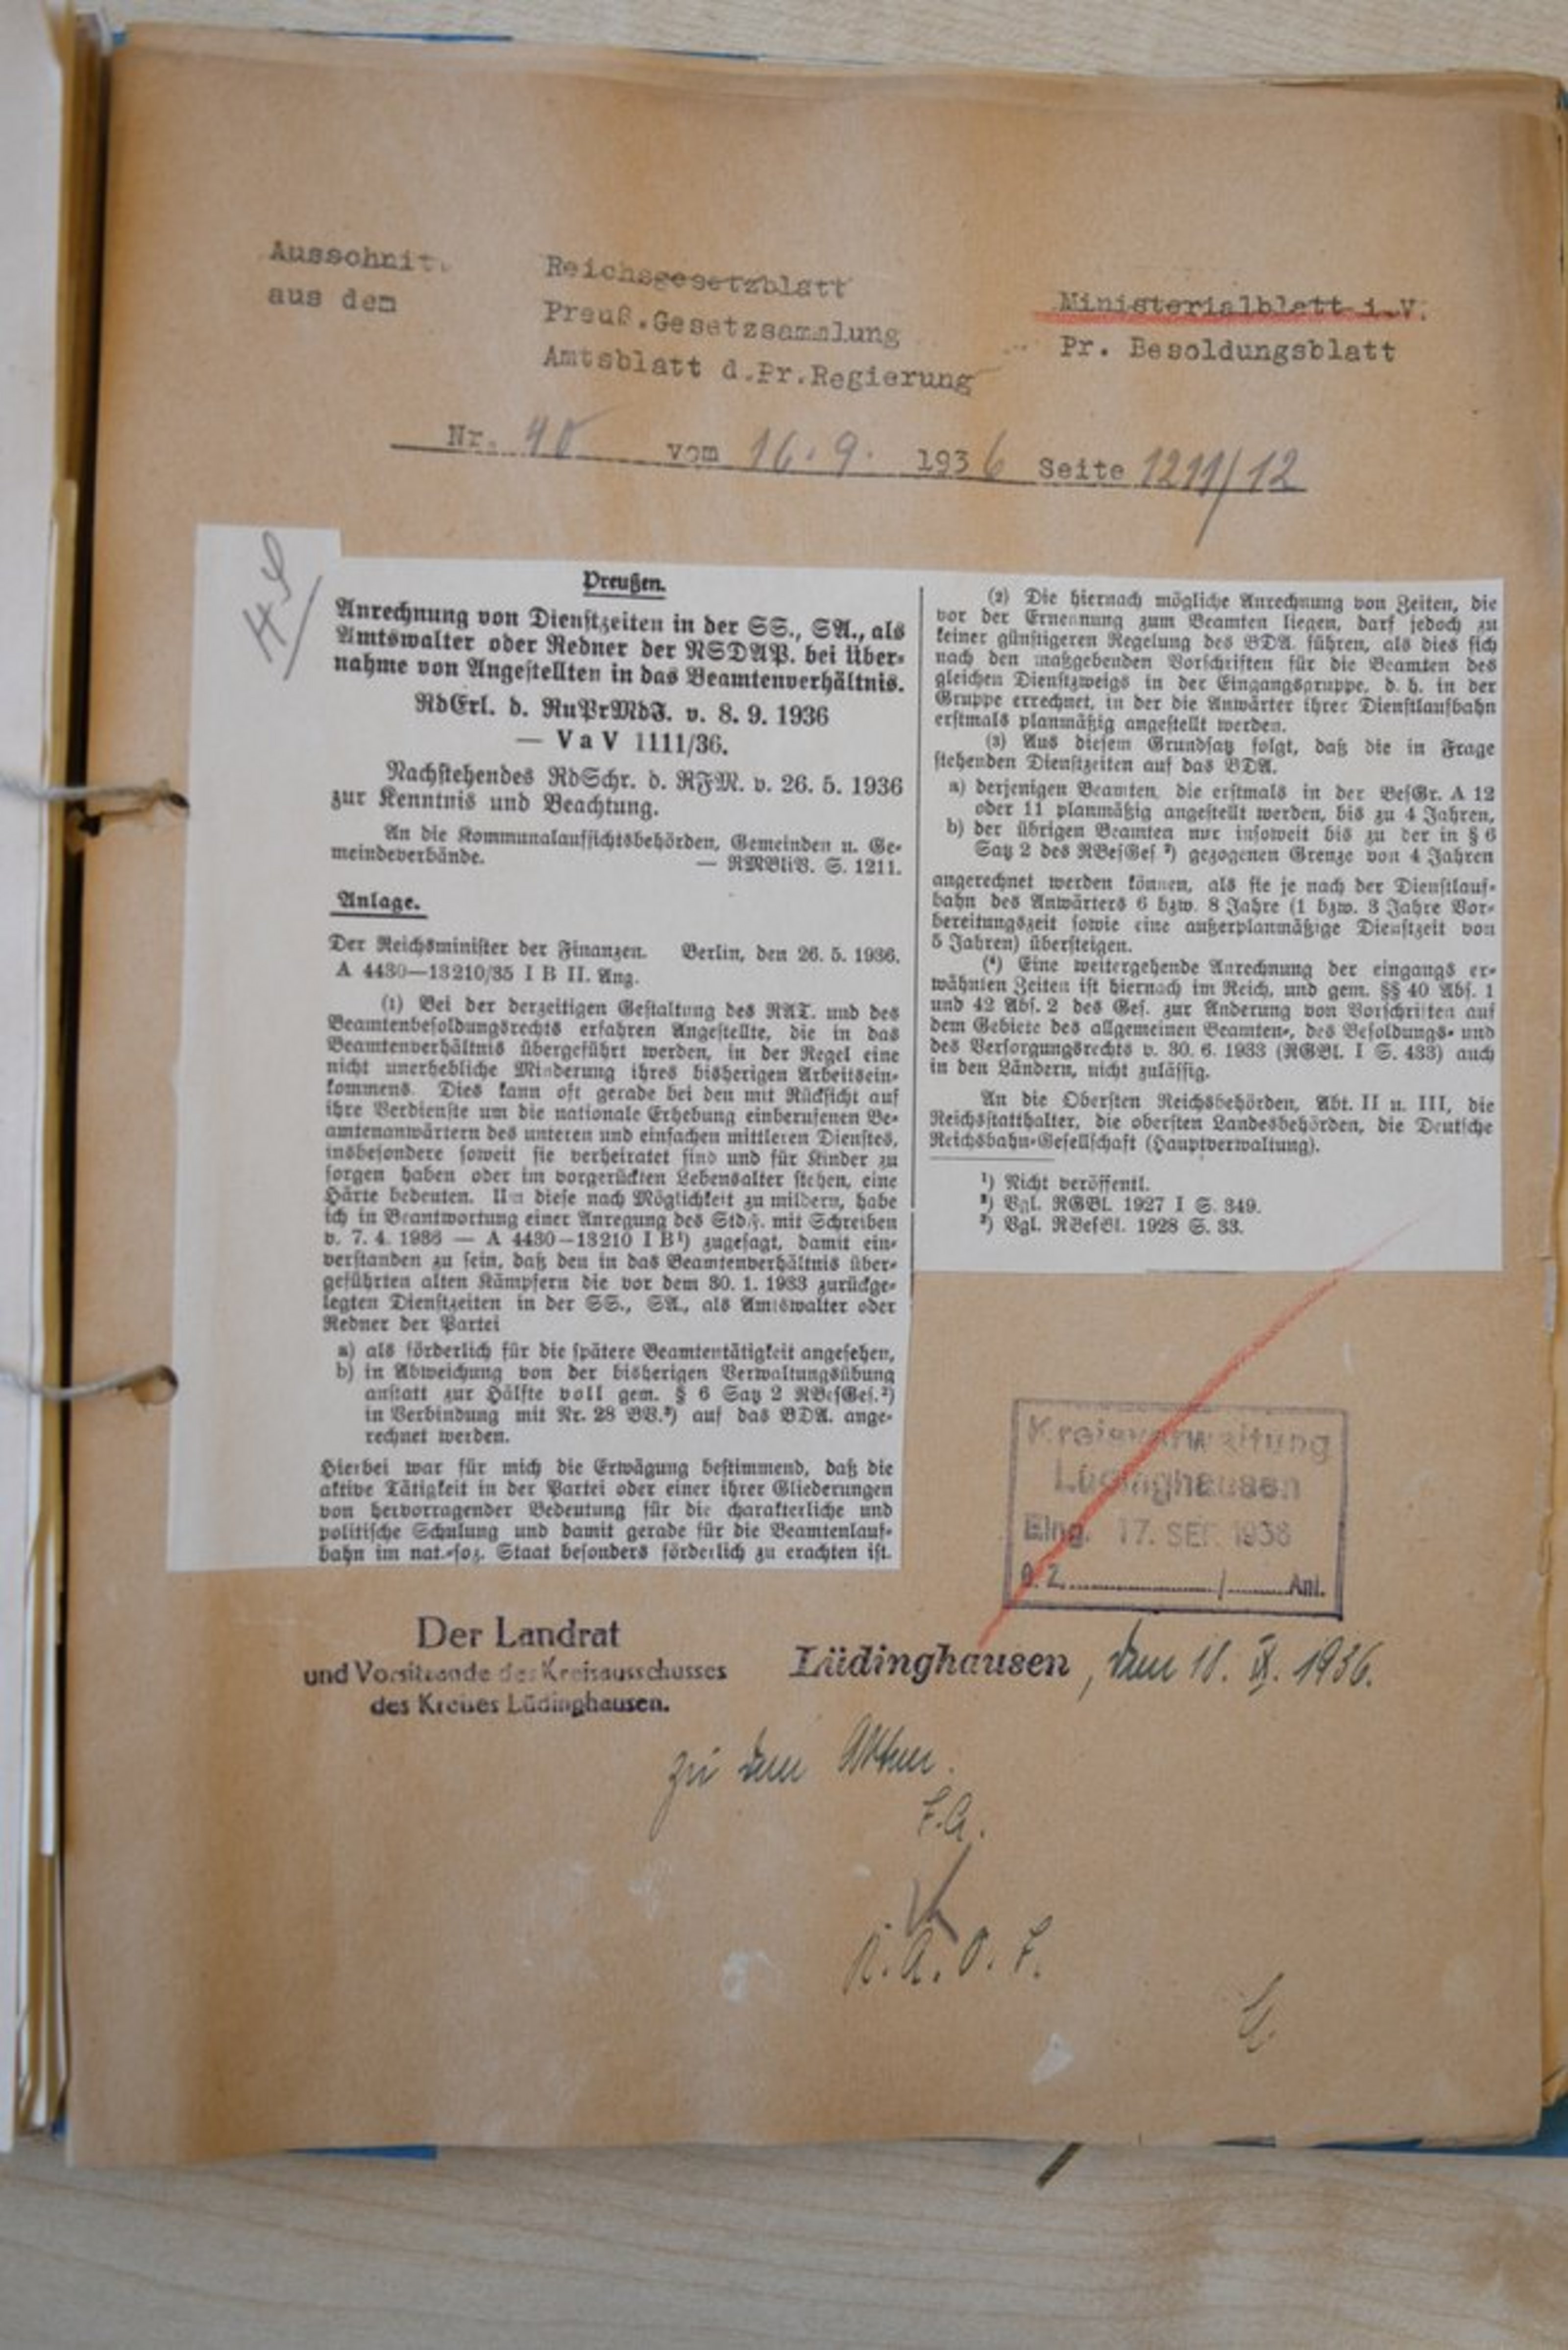 Ausschnitt
aus dem
Reichsgesetzblatt
Preuß.Gesetzsammlung
Amtsblatt d.Pr.Regierung
Ministerialblatt i.V.
Pr. Besoldungsblatt
Nr. 40 vom 16.9. 1936 Seite 1211/12
Preußen.
Anrechnung von Dienstzeiten in der SS., SA., als
Amtswalter oder Redner der NSDAP. bei Über-
nahme von Angestellten in das Beamtenverhältnis.
RdErl. d. RuPrMdJ. v. 8. 9. 1936
— V a V 1111/36.
Nachstehendes RdSchr. d. RFM. v. 26. 5. 1936
zur Kenntnis und Beachtung.
An die Kommunalaufsichtsbehörden, Gemeinden u. Ge-
meindeverbände. — RMBliV. S. 1211.
Anlage.
Der Reichsminister der Finanzen. Berlin, den 26. 5. 1936.
A 4430—13210/35 I B II. Ang.
(1) Bei der derzeitigen Gestaltung des RAT. und des
Beamtenbesoldungsrechts erfahren Angestellte, die in das
Beamtenverhältnis übergeführt werden, in der Regel eine
nicht unerhebliche Minderung ihres bisherigen Arbeitsein-
kommens. Dies kann oft gerade bei den mit Rücksicht auf
ihre Verdienste um die nationale Erhebung einberufenen Be-
amtenanwärtern des unteren und einfachen mittleren Dienstes,
insbesondere soweit sie verheiratet sind und für Kinder zu
sorgen haben oder im vorgerückten Lebensalter stehen, eine
Härte bedeuten. Um diese nach Möglichkeit zu mildern, habe
ich in Beantwortung einer Anregung des StdF. mit Schreiben
v. 7. 4. 1936 — A 4430—13210 I B¹) zugesagt, damit ein-
verstanden zu sein, daß den in das Beamtenverhältnis über-
geführten alten Kämpfern die vor dem 30. 1. 1933 zurückge-
legten Dienstzeiten in der SS., SA., als Amtswalter oder
Redner der Partei
a) als förderlich für die spätere Beamtentätigkeit angesehen,
b) in Abweichung von der bisherigen Verwaltungsübung
anstatt zur Hälfte voll gem. § 6 Satz 2 RBesGes.²)
in Verbindung mit Nr. 28 BV.³) auf das BDA. ange-
rechnet werden.
Hierbei war für mich die Erwägung bestimmend, daß die
aktive Tätigkeit in der Partei oder einer ihrer Gliederungen
von hervorragender Bedeutung für die charakterliche und
politische Schulung und damit gerade für die Beamtenlauf-
bahn im nat.-soz. Staat besonders förderlich zu erachten ist.
(2) Die hiernach mögliche Anrechnung von Zeiten, die
vor der Ernennung zum Beamten liegen, darf jedoch zu
keiner günstigeren Regelung des BDA. führen, als dies sich
nach den maßgebenden Vorschriften für die Beamten des
gleichen Dienstzweigs in der Eingangsgruppe, d. h. in der
Gruppe errechnet, in der die Anwärter ihrer Dienstlaufbahn
erstmals planmäßig angestellt werden.
(3) Aus diesem Grundsatz folgt, daß die in Frage
stehenden Dienstzeiten auf das BDA.
a) derjenigen Beamten, die erstmals in der BesGr. A 12
oder 11 planmäßig angestellt werden, bis zu 4 Jahren,
b) der übrigen Beamten nur insoweit bis zu der in § 6
Satz 2 des RBesGes ²) gezogenen Grenze von 4 Jahren
angerechnet werden können, als sie je nach der Dienstlauf-
bahn des Anwärters 6 bzw. 8 Jahre (1 bzw. 3 Jahre Vor-
bereitungszeit sowie eine außerplanmäßige Dienstzeit von
5 Jahren) übersteigen.
(⁴) Eine weitergehende Anrechnung der eingangs er-
wähnten Zeiten ist hiernach im Reich, und gem. §§ 40 Abs. 1
und 42 Abs. 2 des Ges. zur Änderung von Vorschriften auf
dem Gebiete des allgemeinen Beamten-, des Besoldungs- und
des Versorgungsrechts v. 30. 6. 1933 (RGBl. I S. 433) auch
in den Ländern, nicht zulässig.
An die Obersten Reichsbehörden, Abt. II u. III, die
Reichsstatthalter, die obersten Landesbehörden, die Deutsche
Reichsbahn-Gesellschaft (Hauptverwaltung).
¹) Nicht veröffentl.
²) Vgl. RGBl. 1927 I S. 349.
³) Vgl. RBesBl. 1928 S. 33.
Kreisverwaltung
Lüdinghausen
Eing. 17. SEP. 1936
G. Z. / Anl.
Der Landrat
und Vorsitzende des Kreisausschusses
des Kreises Lüdinghausen.
Lüdinghausen, den 18. IX. 1936.
Zu den Akten.
K.A.O.I.